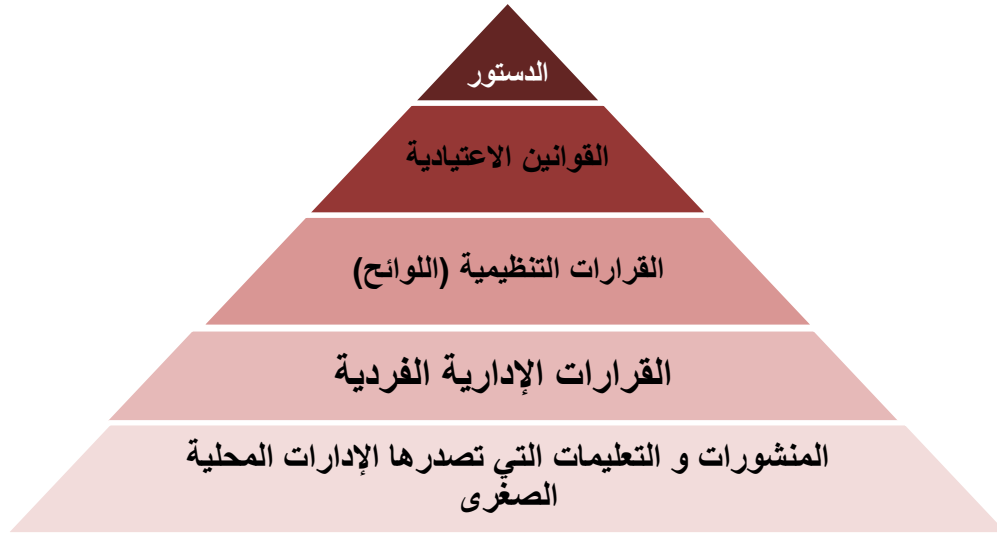 الدستور
القوانين الاعتيادية
القرارات التنظيمية (اللوائح)
القرارات الإدارية الفردية
المنشورات و التعليمات التي تصدرها الإدارات المحلية
الصغرى